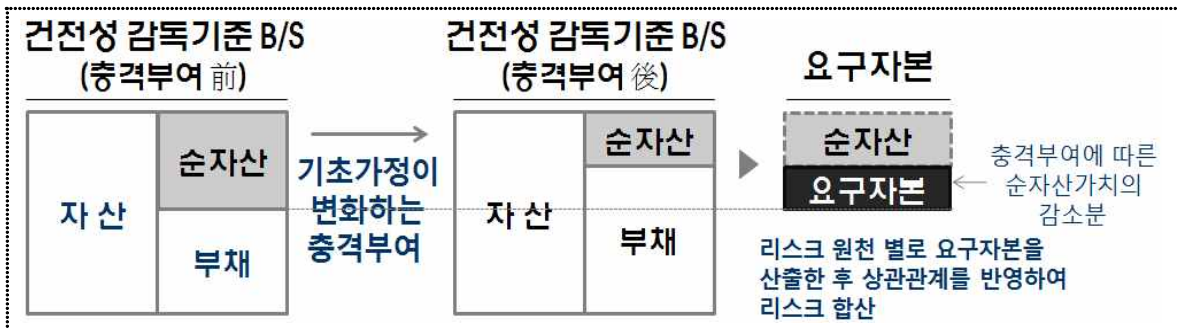 건전성 감독기준 B/S
(충격부여 前)
자 산
순자산
부채
기초가정이
변화하는
충격부여
건전성 감독기준 B/S
(충격부여 後)
자 산
순자산
부채
요구자본
순자산
요구자본
충격부여에 따른
순자산가치의
감소분
리스크 원천 별로 요구자본을
산출한 후 상관관계를 반영하여
리스크 합산